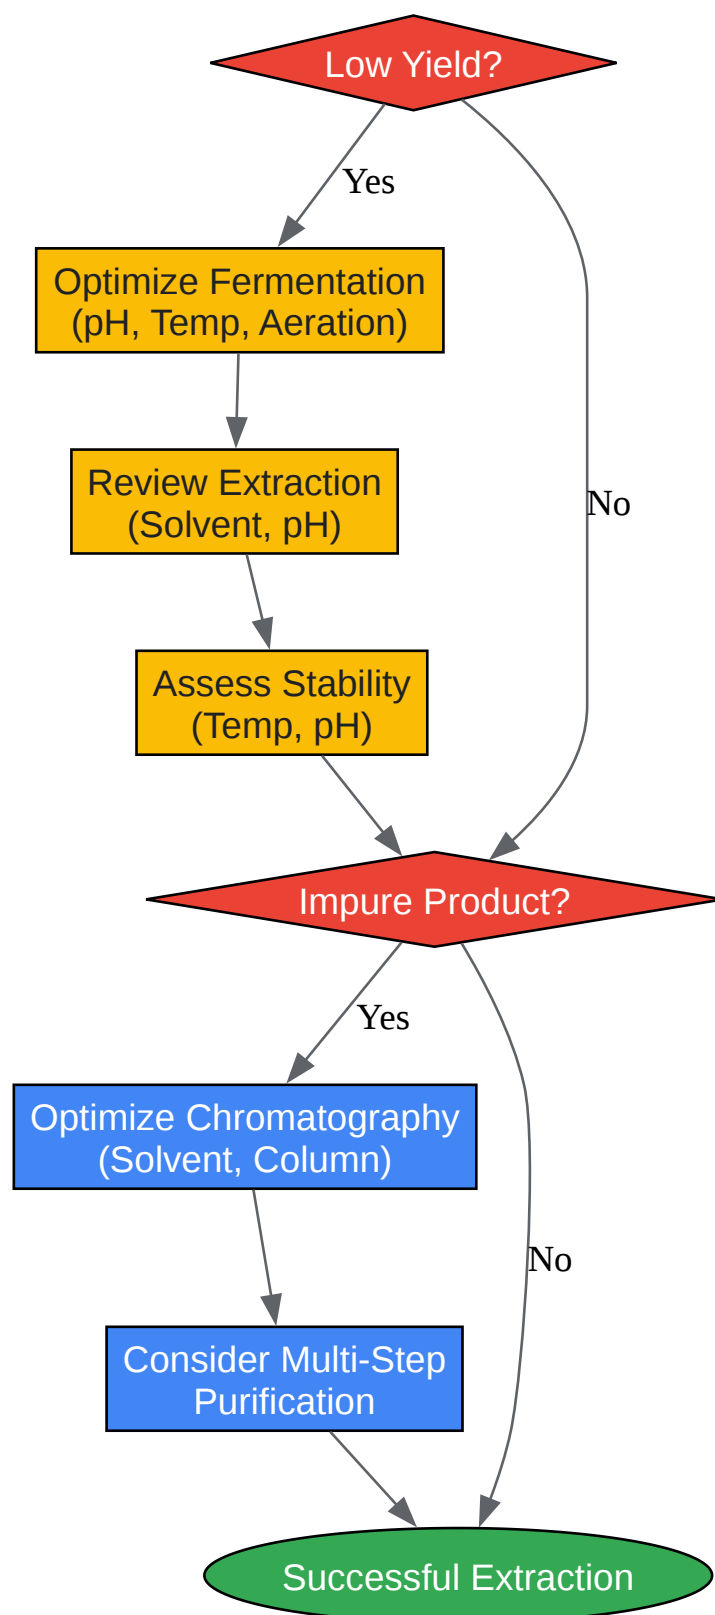 Low Yield?
Yes
Optimize Fermentation
(pH, Temp, Aeration)
Review Extraction
(Solvent, pH)
No
Assess Stability
(Temp, pH)
Impure Product?
Yes
Optimize Chromatography
(Solvent, Column)
No
Consider Multi-Step
Purification
Successful Extraction